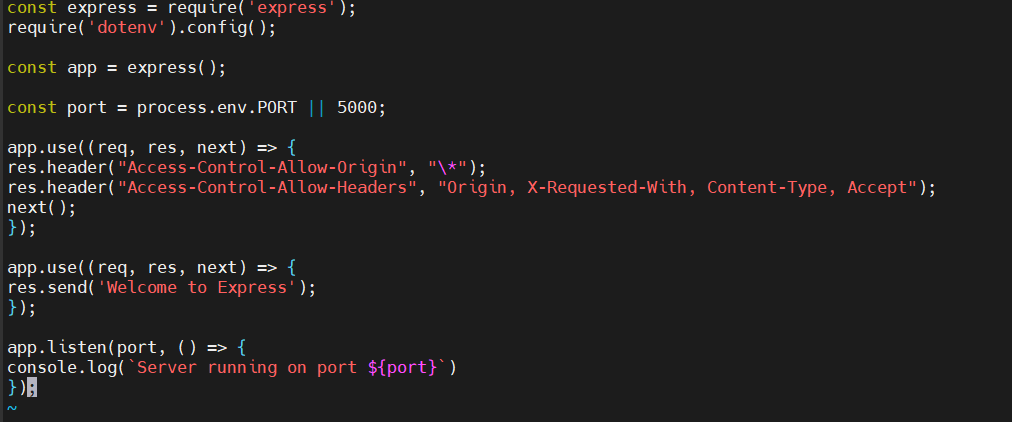 const express = require('express');
require('dotenv').config();
const app = express();
const port = process.env.PORT || 5000;
app.use((req, res, next) => {
res.header("Access-Control-Allow-Origin", "\*");
res.header("Access-Control-Allow-Headers", "Origin, X-Requested-With, Content-Type, Accept");
next();
});
app.use((req, res, next) => {
res.send('Welcome to Express');
});
app.listen(port, () => {
console.log(`Server running on port ${port}`)
});
~